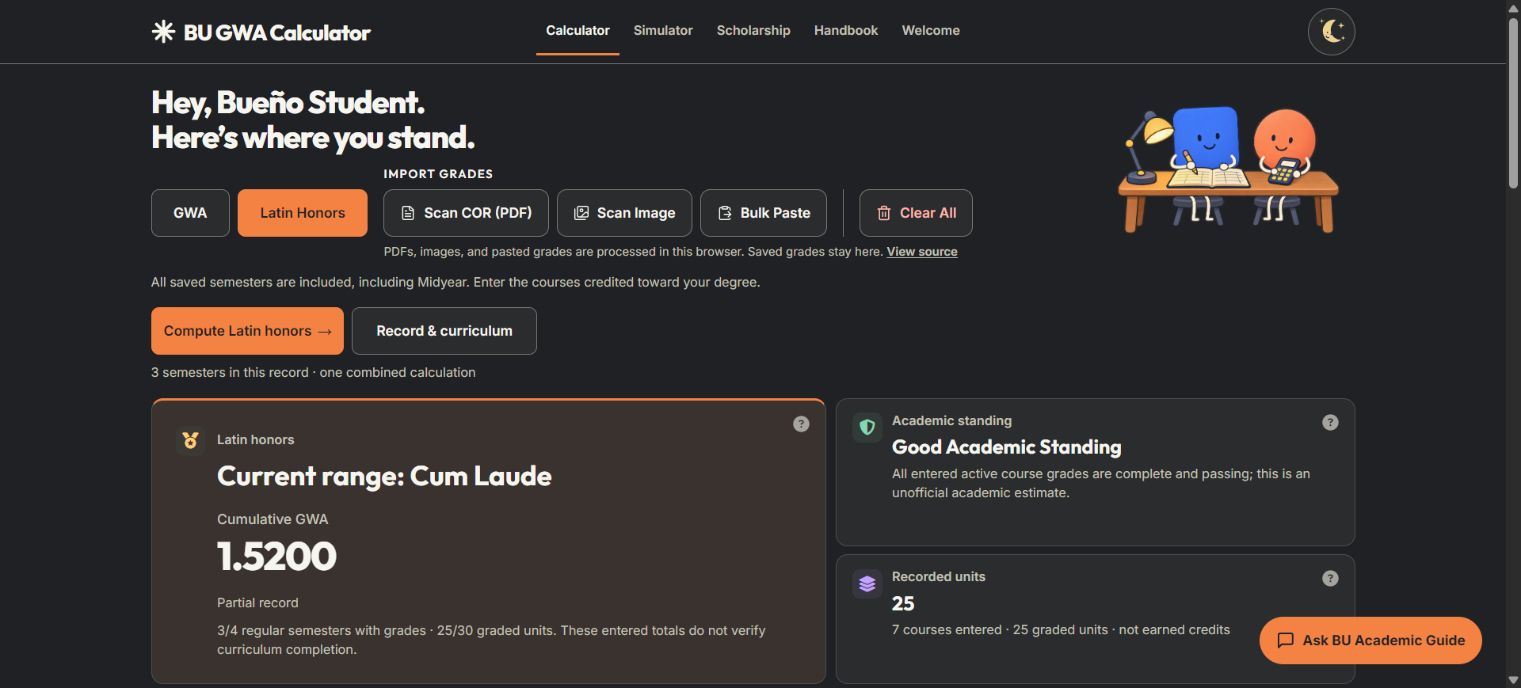 BU GWA Calculator
Calculator
Simulator
Scholarship
Handbook
Welcome
Hey, Bueño Student.
Here's where you stand.
IMPORT GRADES
GWA
Latin Honors
Scan COR (PDF)
Scan Image
Bulk Paste
Clear All
PDFs, images, and pasted grades are processed in this browser. Saved grades stay here. View source
All saved semesters are included, including Midyear. Enter the courses credited toward your degree.
Compute Latin honors →
Record & curriculum
3 semesters in this record · one combined calculation
Latin honors
?
Current range: Cum Laude
Cumulative GWA
1.5200
Partial record
3/4 regular semesters with grades · 25/30 graded units. These entered totals do not verify
curriculum completion.
Academic standing
?
Good Academic Standing
All entered active course grades are complete and passing; this is an
unofficial academic estimate.
Recorded units
?
25
7 courses entered · 25 graded units · not earned credits
Ask BU Academic Guide